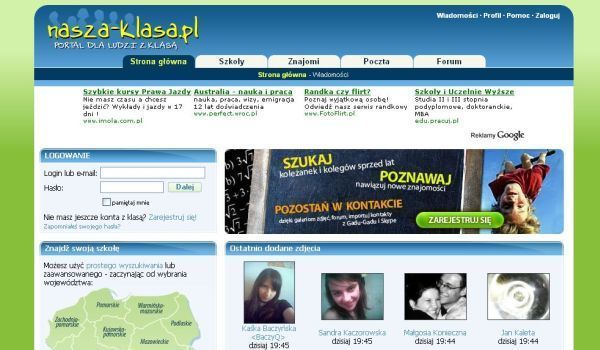 Wiadomości · Profil · Pomoc · Zaloguj
nasza-klasa.pl
PORTAL DLA LUDZI Z KLASĄ
Strona główna Szkoły Znajomi Poczta Forum
Strona główna - Wiadomości
Szybkie kursy Prawa Jazdy
Nie masz czasu a chcesz
jeździć? Wykłady i jazdy w 17
dni !
www.imola.com.pl
Australia - nauka i praca
nauka, praca, wizy, emigracja
12 lat doświadczenia
www.perfect.wroc.pl
Randka czy flirt?
Poznaj wyjątkową osobę!
Odwiedź nasz serwis randkowy
www.FotoFlirt.pl
Szkoły i Uczelnie Wyższe
Studia II i III stopnia
podyplomowe, doktoranckie,
MBA
edu.pracuj.pl
Reklamy Google
LOGOWANIE
Login lub e-mail:
Hasło:
Dalej
pamiętaj mnie
Nie masz jeszcze konta z klasą? Zarejestruj się!
Zapomniałeś swojego hasła?
SZUKAJ
koleżanek i kolegów sprzed lat
POZNAWAJ
nawiązuj nowe znajomości
POZOSTAŃ W KONTAKCIE
dzięki galeriom zdjęć, forum, importuj kontakty
z Gadu-Gadu i Skype
ZAREJESTRUJ SIĘ
Znajdź swoją szkołę
Możesz użyć prostego wyszukiwania lub
zaawansowanego - zaczynając od wybrania
województwa:
Pomorskie
Warmińsko-
mazurskie
Zachodnio-
pomorskie
Kujawsko-
pomorskie
Podlaskie
Mazowieckie
Ostatnio dodane zdjęcia
Kaśka Baczyńska
<BaczyQ>
dzisiaj 19:45
Sandra Kaczorowska
dzisiaj 19:45
Małgosia Konieczna
dzisiaj 19:44
Jan Kaleta
dzisiaj 19:44